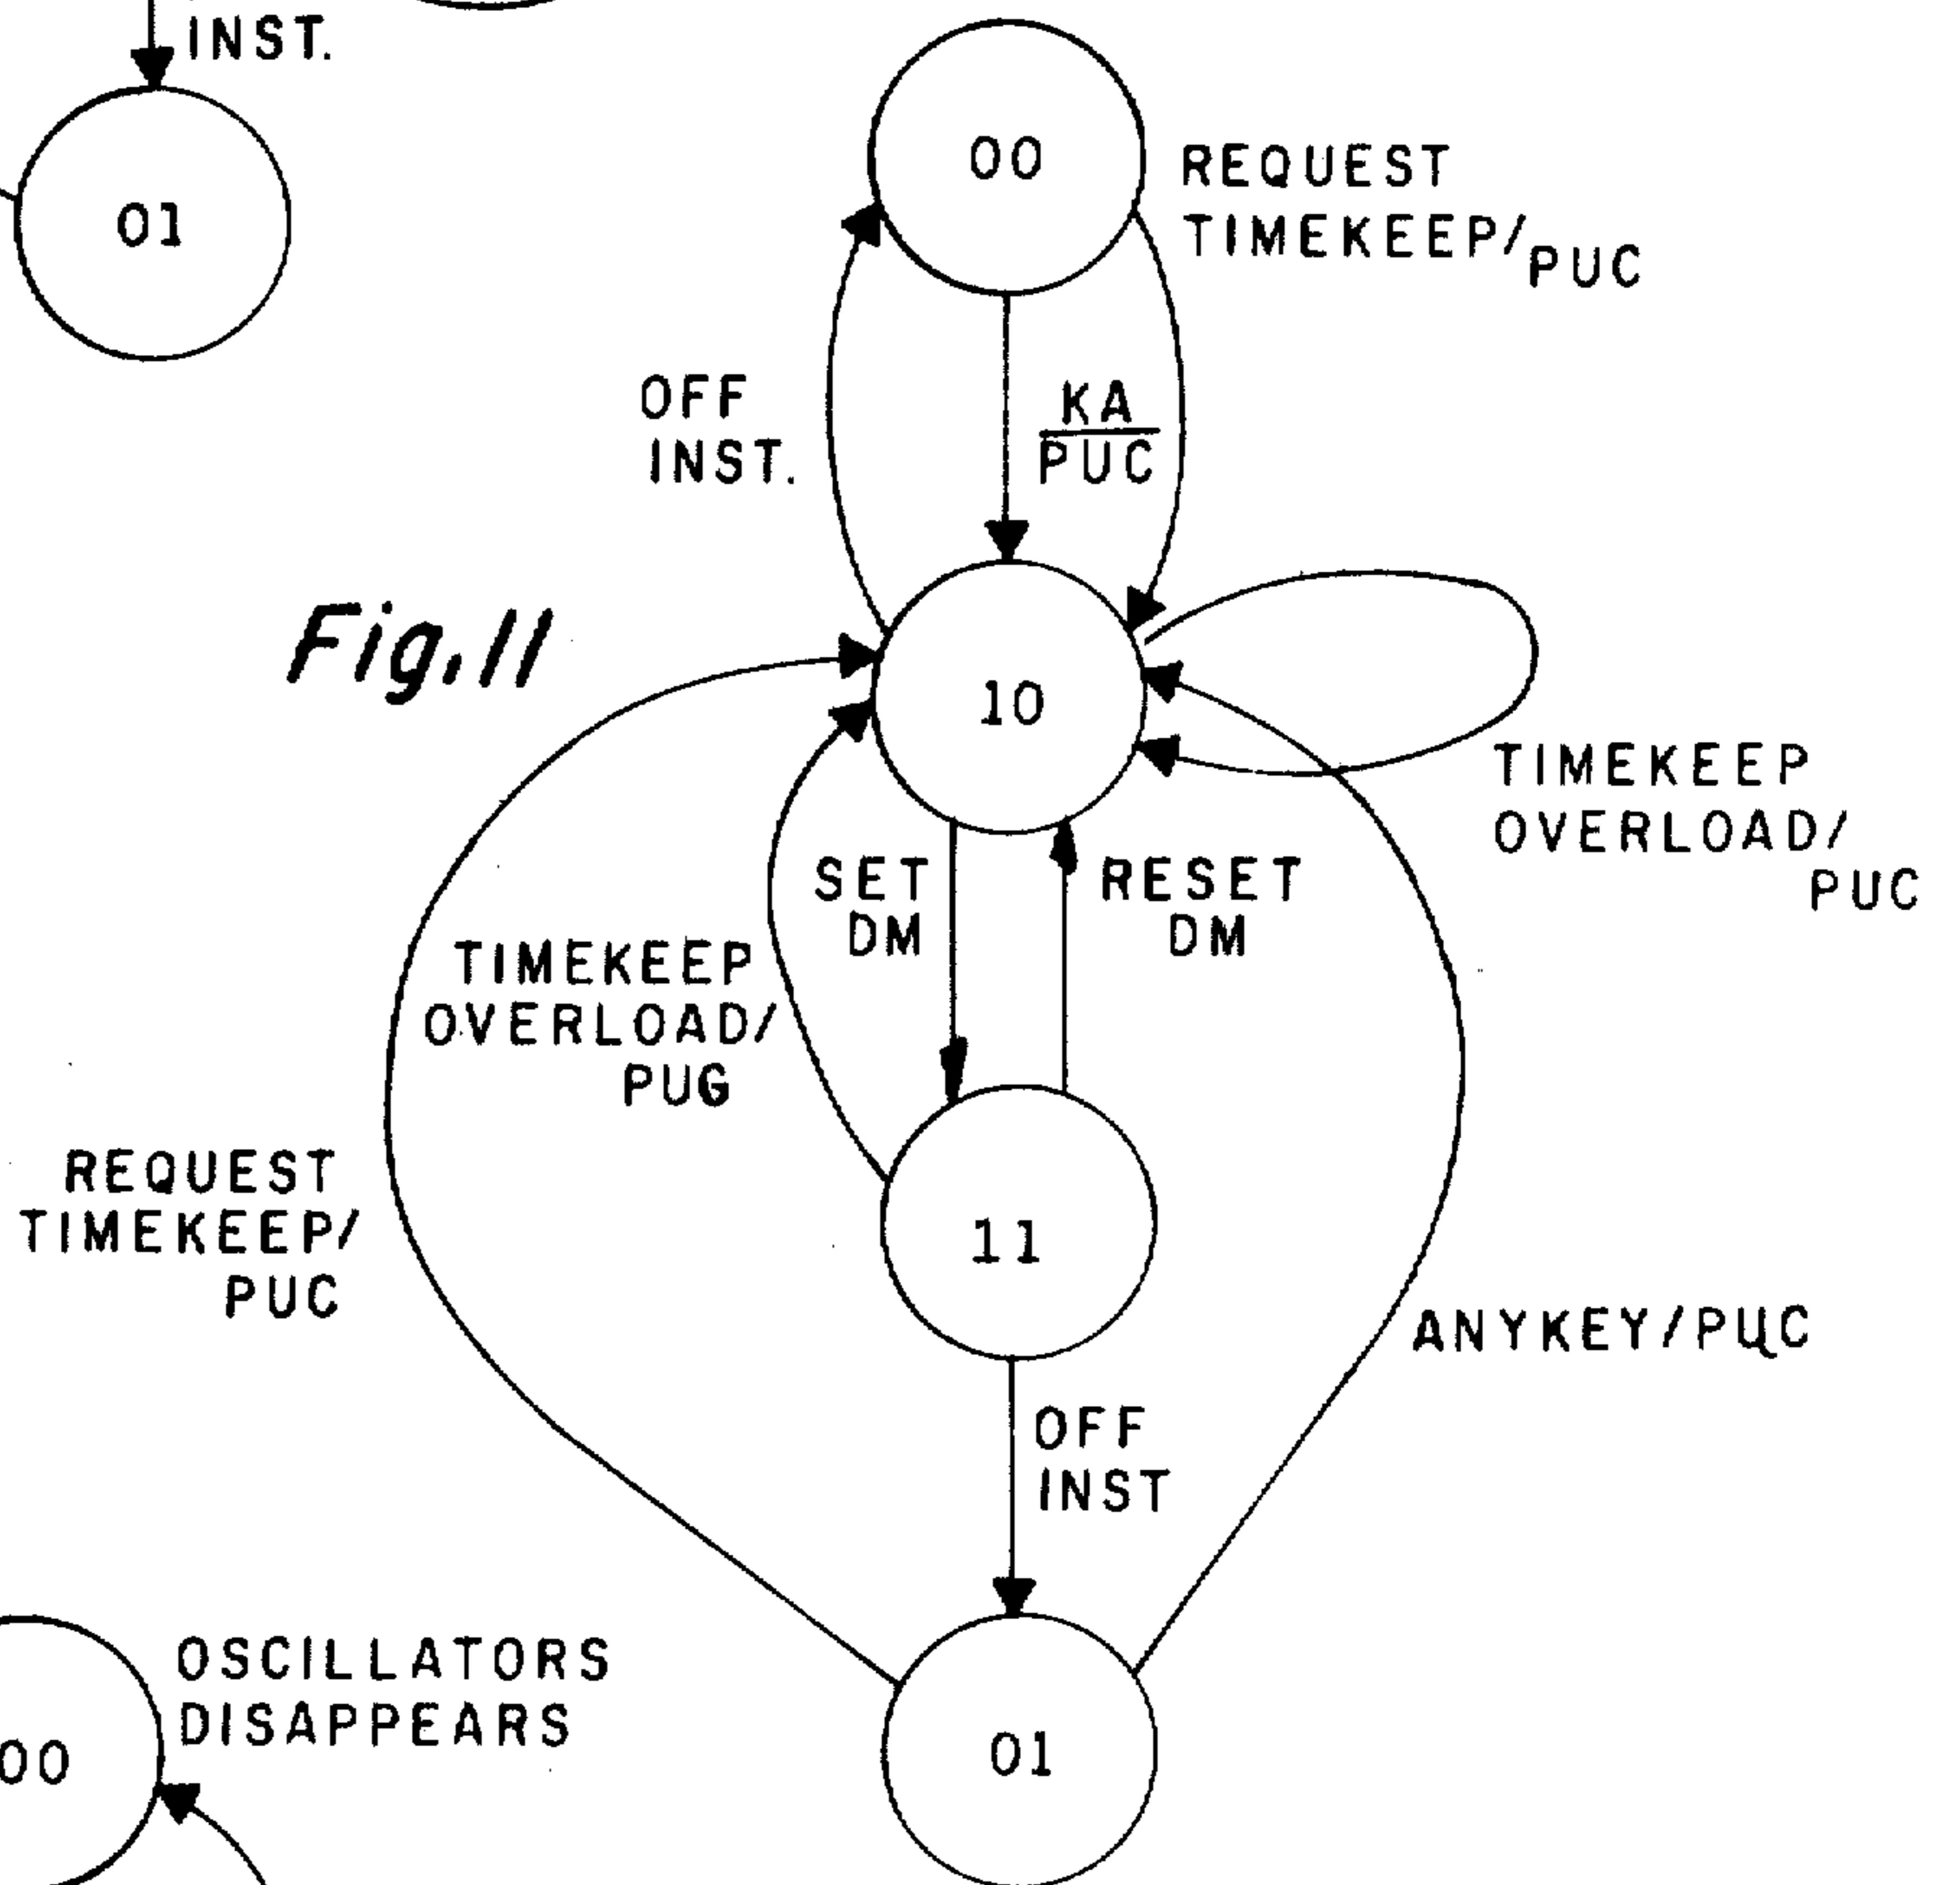 INST.
01
00
REQUEST
TIMEKEEP/PUC
OFF
INST.
KA
PUC
Fig. 11
10
TIMEKEEP
OVERLOAD/
PUC
SET
DM
RESET
DM
TIMEKEEP
OVERLOAD/
PUG
REQUEST
TIMEKEEP/
PUC
11
ANYKEY/PUC
OFF
INST
OSCILLATORS
DISAPPEARS
00
01